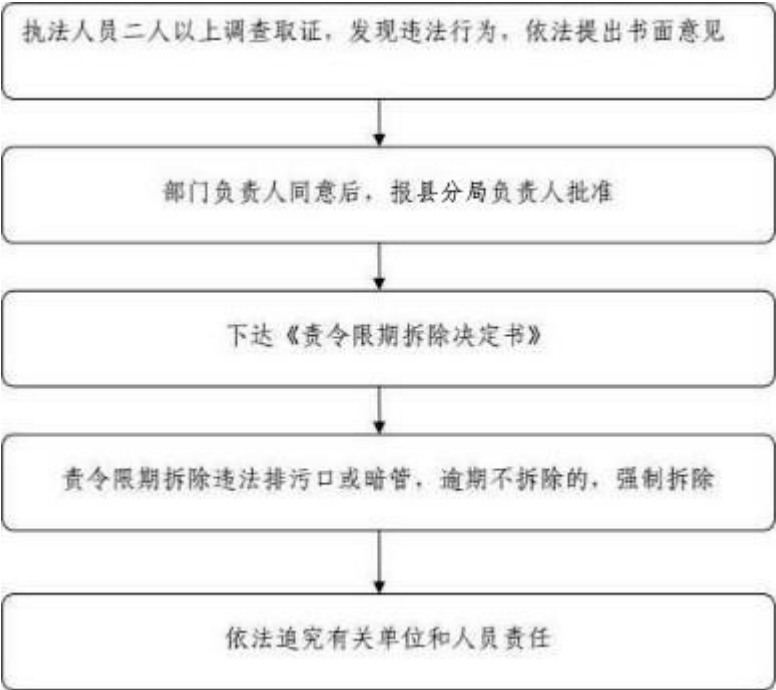 执法人员二人以上调查取证，发现违法行为，依法提出书面意见
部门负责人同意后，报县分局负责人批准
下达《责令限期拆除决定书》
责令限期拆除违法排污口或暗管，逾期不拆除的，强制拆除
依法追究有关单位和人员责任